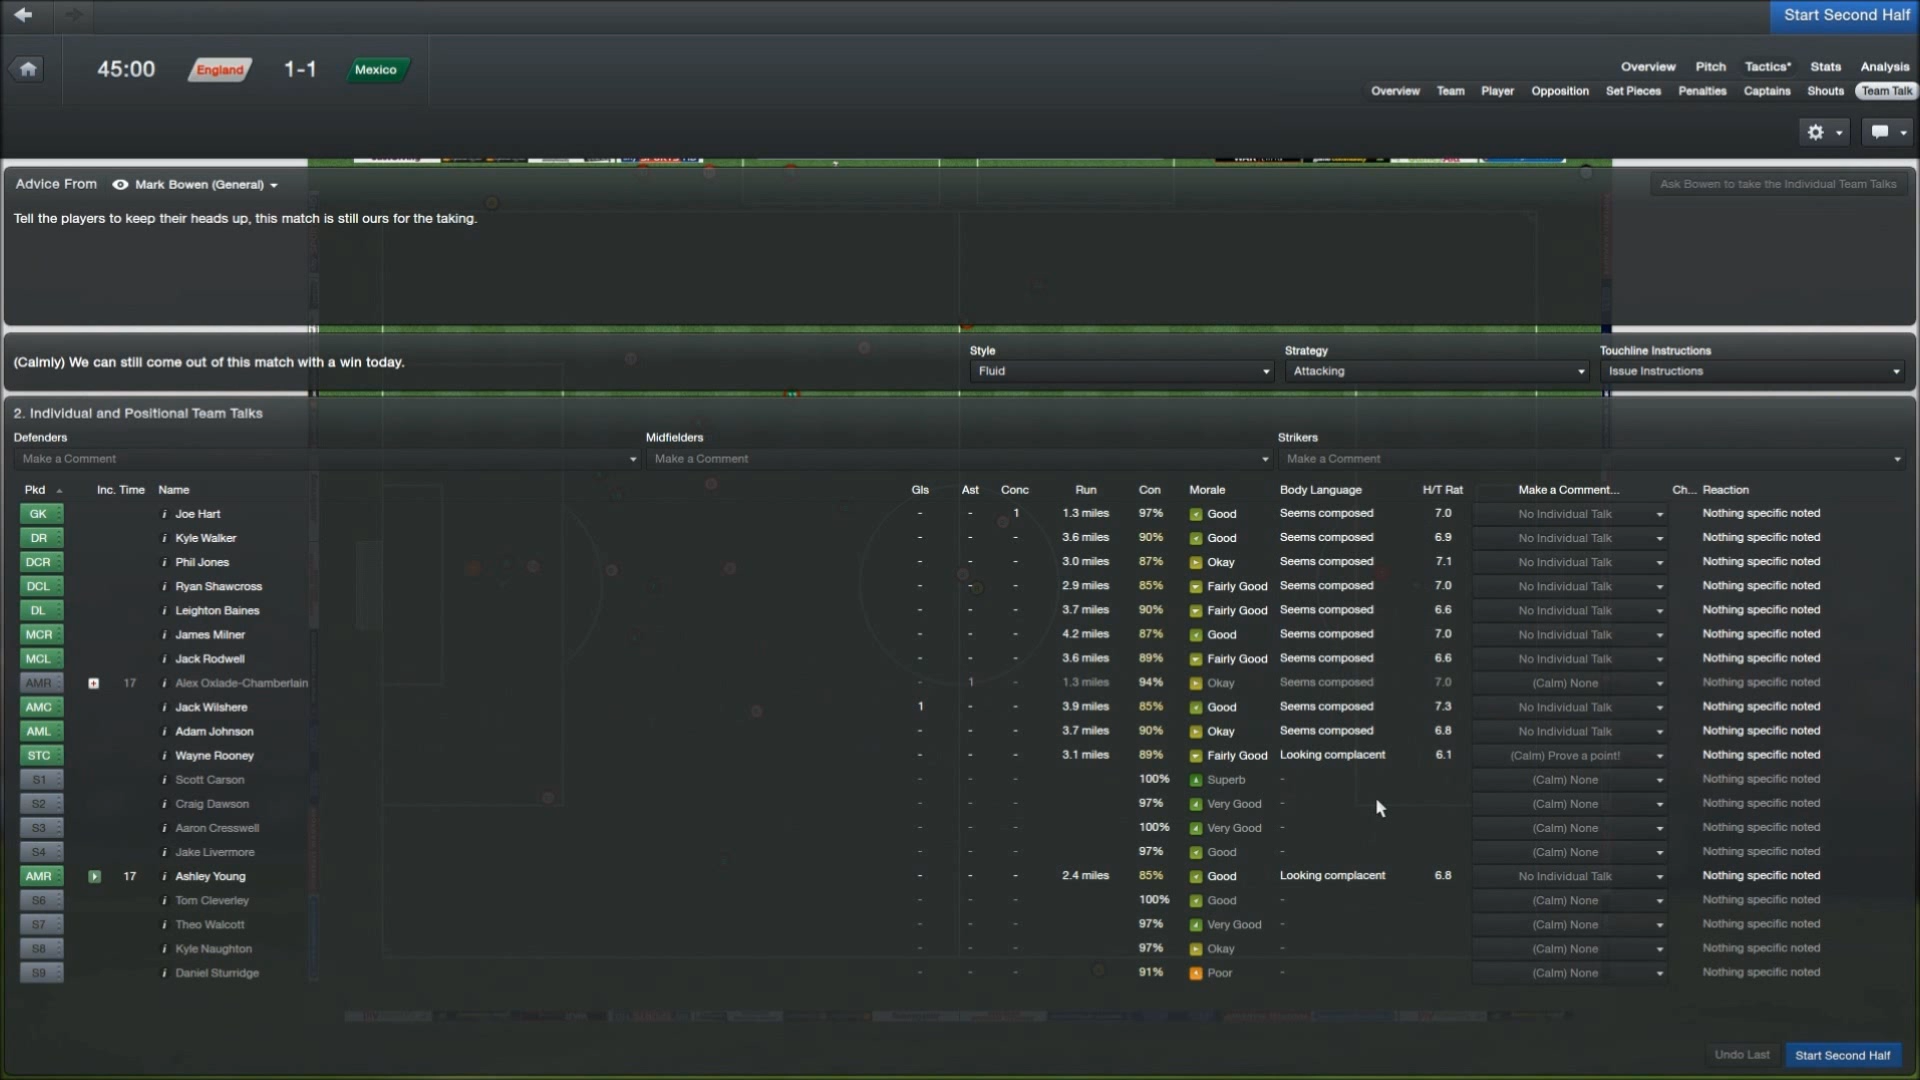 Start Second Half
45:00 England 1-1 Mexico
Overview Pitch Tactics* Stats Analysis
Overview Team Player Opposition Set Pieces Penalties Captains Shouts Team Talk
Advice From Mark Bowen (General)
Ask Bowen to take the Individual Team Talks
Tell the players to keep their heads up, this match is still ours for the taking.
(Calmly) We can still come out of this match with a win today.
Style Strategy Touchline Instructions
Fluid Attacking Issue Instructions
2. Individual and Positional Team Talks
Defenders Midfielders Strikers
Make a Comment Make a Comment Make a Comment
Pkd Inc. Time Name Gls Ast Conc Run Con Morale Body Language H/T Rat Make a Comment... Ch... Reaction
GK i Joe Hart - - 1 1.3 miles 97% Good Seems composed 7.0 No Individual Talk Nothing specific noted
DR i Kyle Walker - - - 3.6 miles 90% Good Seems composed 6.9 No Individual Talk Nothing specific noted
DCR i Phil Jones - - - 3.0 miles 87% Okay Seems composed 7.1 No Individual Talk Nothing specific noted
DCL i Ryan Shawcross - - - 2.9 miles 85% Fairly Good Seems composed 7.0 No Individual Talk Nothing specific noted
DL i Leighton Baines - - - 3.7 miles 90% Fairly Good Seems composed 6.6 No Individual Talk Nothing specific noted
MCR i James Milner - - - 4.2 miles 87% Good Seems composed 7.0 No Individual Talk Nothing specific noted
MCL i Jack Rodwell - - - 3.6 miles 89% Fairly Good Seems composed 6.6 No Individual Talk Nothing specific noted
AMR 17 i Alex Oxlade-Chamberlain - 1 - 1.3 miles 94% Okay Seems composed 7.0 (Calm) None Nothing specific noted
AMC i Jack Wilshere 1 - - 3.9 miles 85% Good Seems composed 7.3 No Individual Talk Nothing specific noted
AML i Adam Johnson - - - 3.7 miles 90% Okay Seems composed 6.8 No Individual Talk Nothing specific noted
STC i Wayne Rooney - - - 3.1 miles 89% Fairly Good Looking complacent 6.1 (Calm) Prove a point! Nothing specific noted
S1 i Scott Carson - - - 100% Superb - (Calm) None Nothing specific noted
S2 i Craig Dawson - - - 97% Very Good - (Calm) None Nothing specific noted
S3 i Aaron Cresswell - - - 100% Very Good - (Calm) None Nothing specific noted
S4 i Jake Livermore - - - 97% Good - (Calm) None Nothing specific noted
AMR 17 i Ashley Young - - - 2.4 miles 85% Good Looking complacent 6.8 No Individual Talk Nothing specific noted
S6 i Tom Cleverley - - - 100% Good - (Calm) None Nothing specific noted
S7 i Theo Walcott - - - 97% Very Good - (Calm) None Nothing specific noted
S8 i Kyle Naughton - - - 97% Okay - (Calm) None Nothing specific noted
S9 i Daniel Sturridge - - - 91% Poor - (Calm) None Nothing specific noted
Undo Last Start Second Half